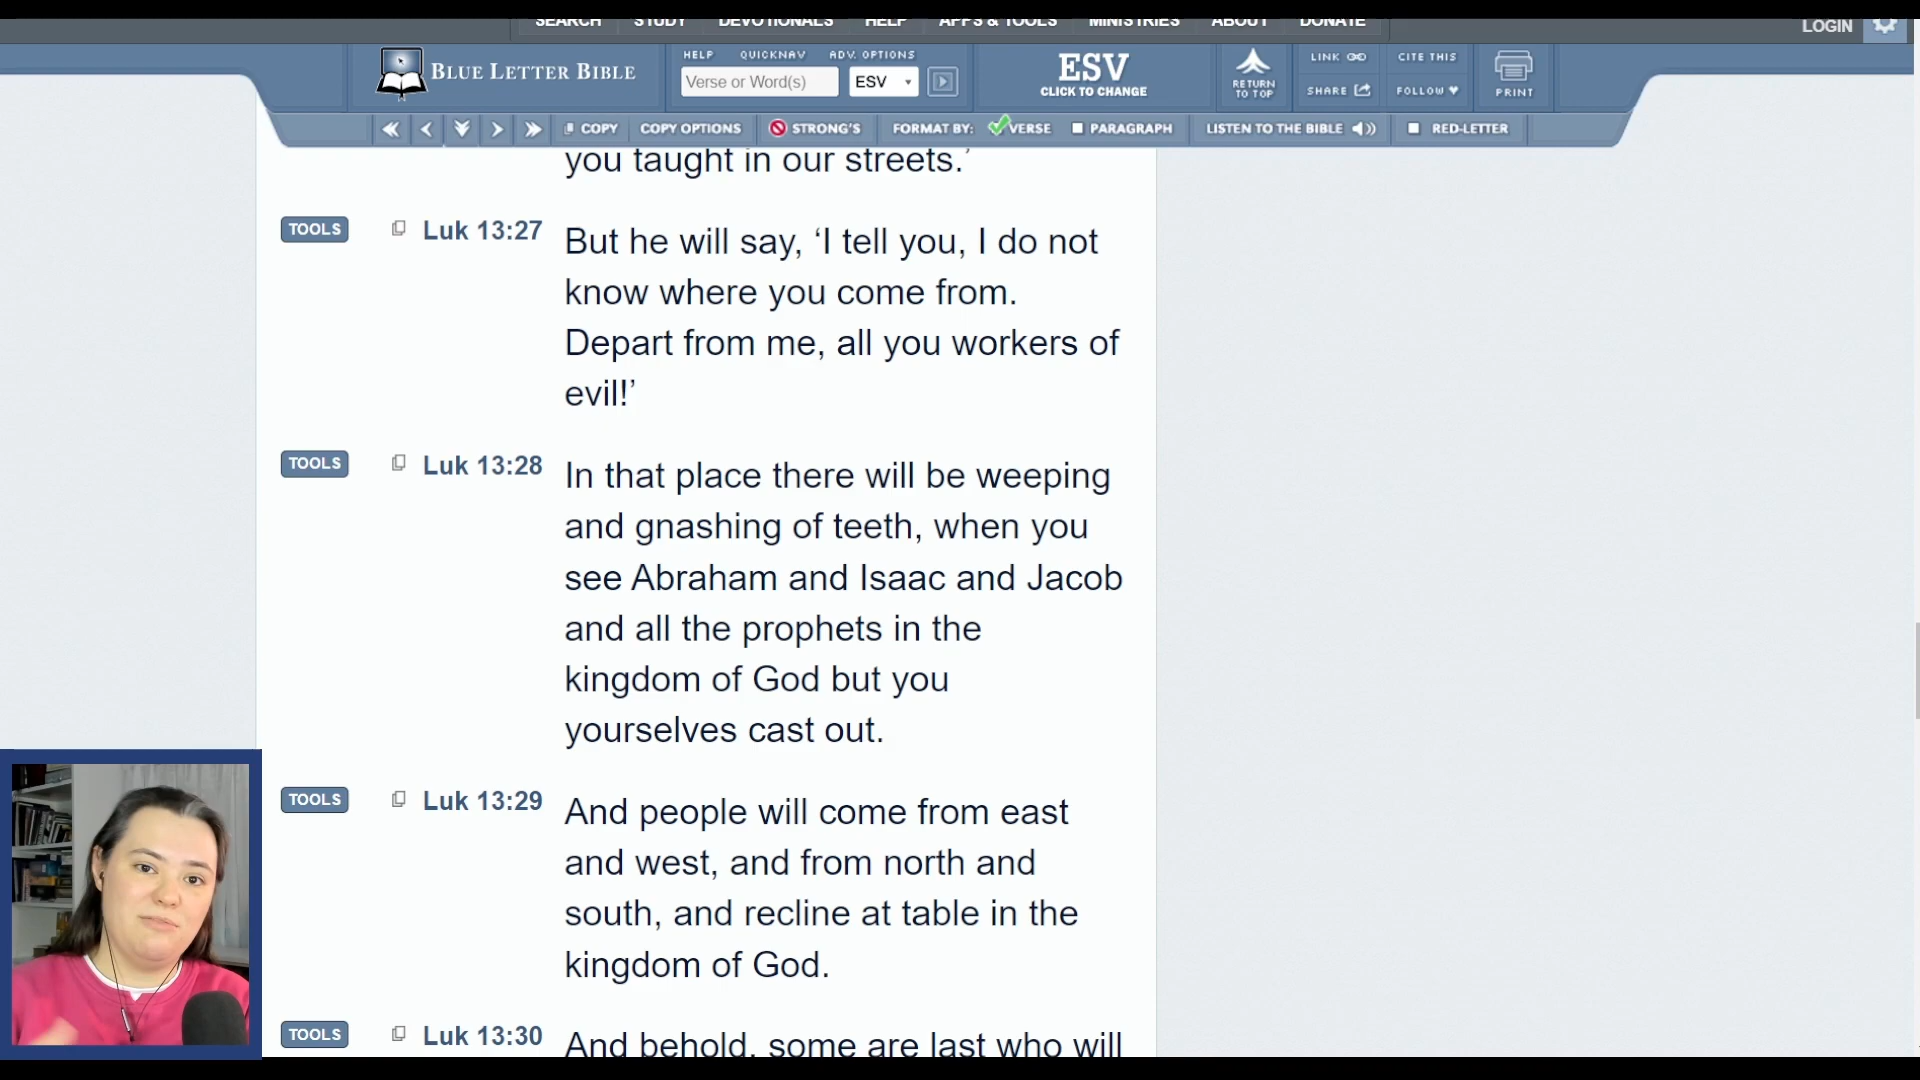 SEARCH STUDY DEVOTIONALS HELP APPS & TOOLS MINISTRIES ABOUT DONATE
LOGIN
HELP QUICKNAV ADV. OPTIONS
BLUE LETTER BIBLE
Verse or Word(s) ESV
ESV
CLICK TO CHANGE
RETURN
TO TOP
LINK CITE THIS
SHARE FOLLOW
PRINT
COPY COPY OPTIONS STRONG'S FORMAT BY: VERSE PARAGRAPH LISTEN TO THE BIBLE RED-LETTER
you taught in our streets.’
TOOLS Luk 13:27 But he will say, ‘I tell you, I do not
know where you come from.
Depart from me, all you workers of
evil!’
TOOLS Luk 13:28 In that place there will be weeping
and gnashing of teeth, when you
see Abraham and Isaac and Jacob
and all the prophets in the
kingdom of God but you
yourselves cast out.
TOOLS Luk 13:29 And people will come from east
and west, and from north and
south, and recline at table in the
kingdom of God.
TOOLS Luk 13:30 And behold, some are last who will